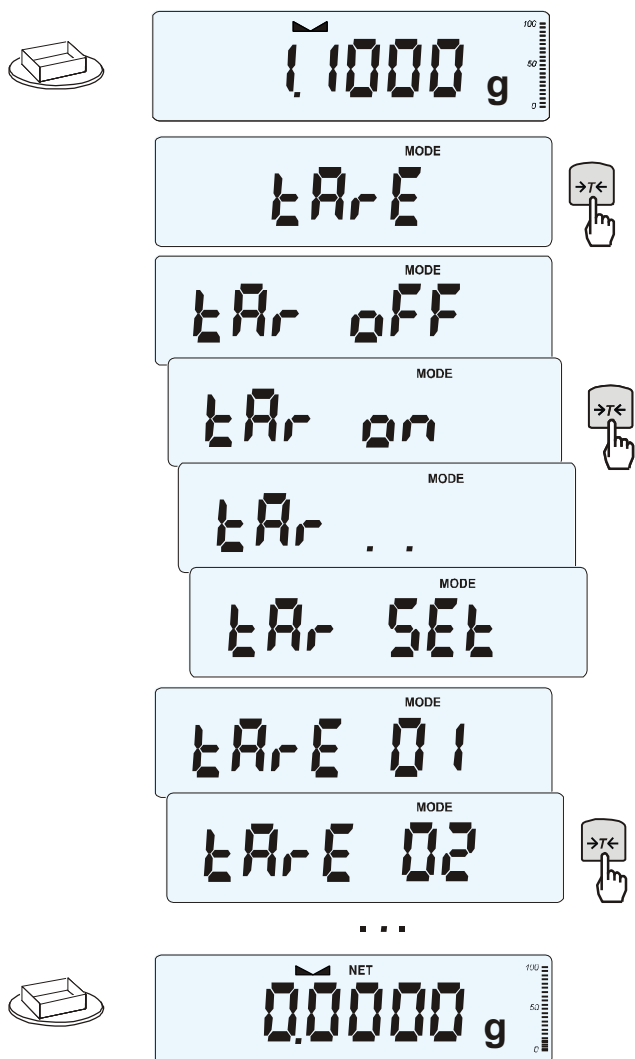 100
1.1000 g
50
0
MODE
tArE
→T←
MODE
tAr oFF
MODE
tAr on
→T←
MODE
tAr . .
MODE
tAr SEt
MODE
tArE 01
MODE
tArE 02
→T←
...
NET
100
0.0000 g
50
0